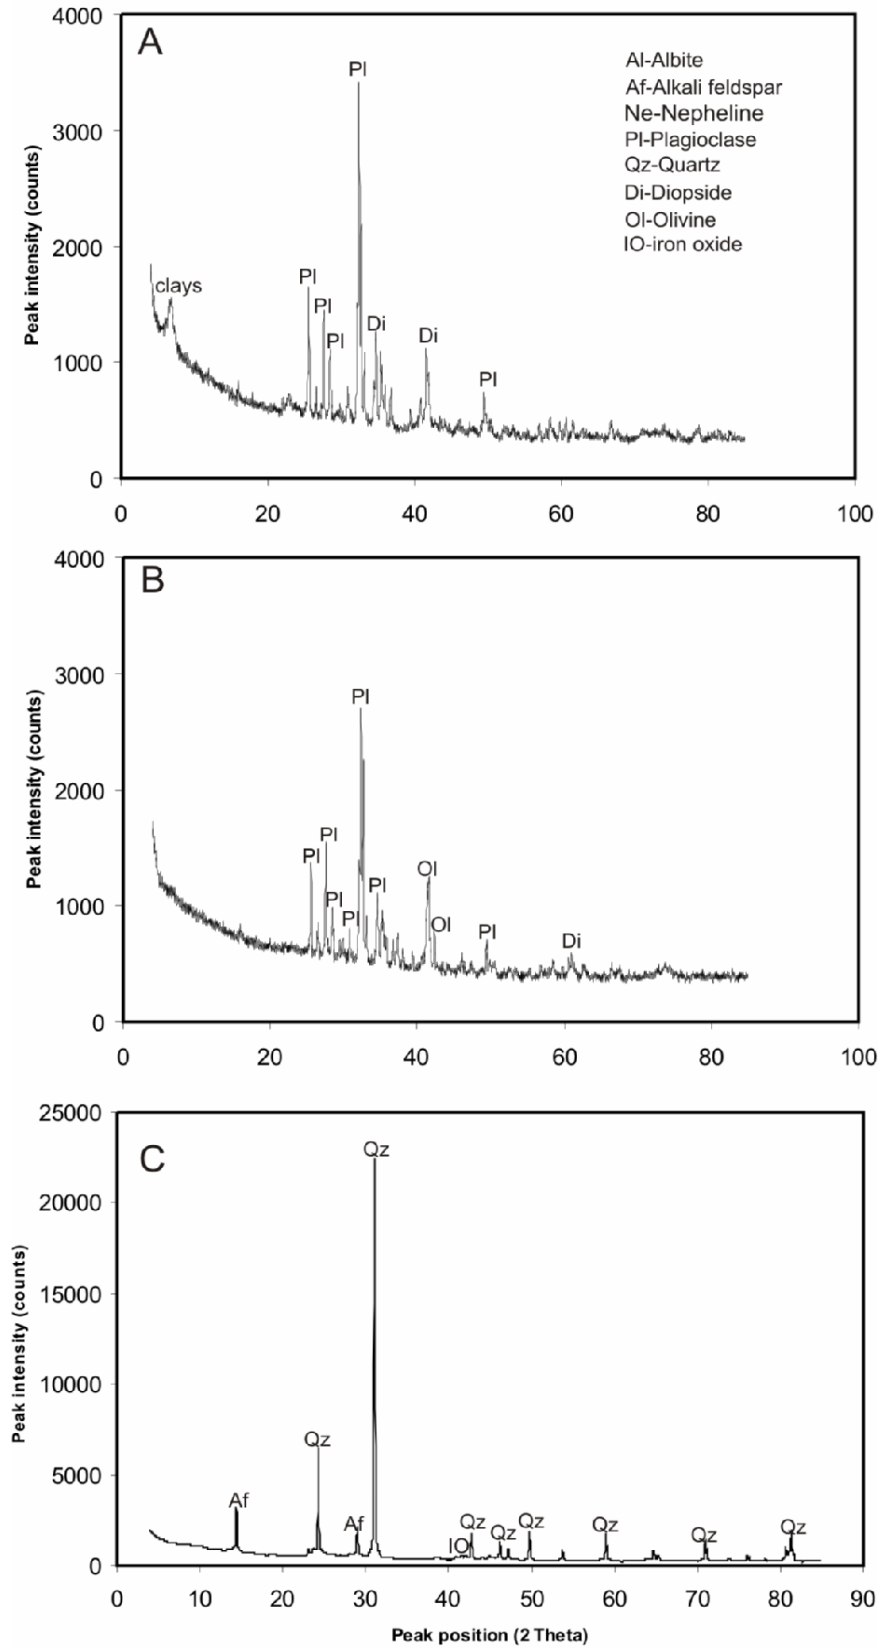 4000
A
Al-Albite
Af-Alkali feldspar
Ne-Nepheline
Pl-Plagioclase
Qz-Quartz
Di-Diopside
Ol-Olivine
IO-iron oxide
Pl
3000
Peak intensity (counts)
2000
clays
Pl
Pl
Pl
Di
Di
1000
Pl
0
0 20 40 60 80 100
4000
B
3000
Pl
Peak intensity (counts)
2000
Pl
Pl
Pl
Pl
Pl
Ol
Ol
1000
Pl
Di
0
0 20 40 60 80 100
25000
C
Qz
20000
Peak intensity (counts)
15000
10000
Qz
5000
Af
Af
IO
Qz
Qz
Qz
Qz
Qz
Qz
0
0 10 20 30 40 50 60 70 80 90
Peak position (2 Theta)